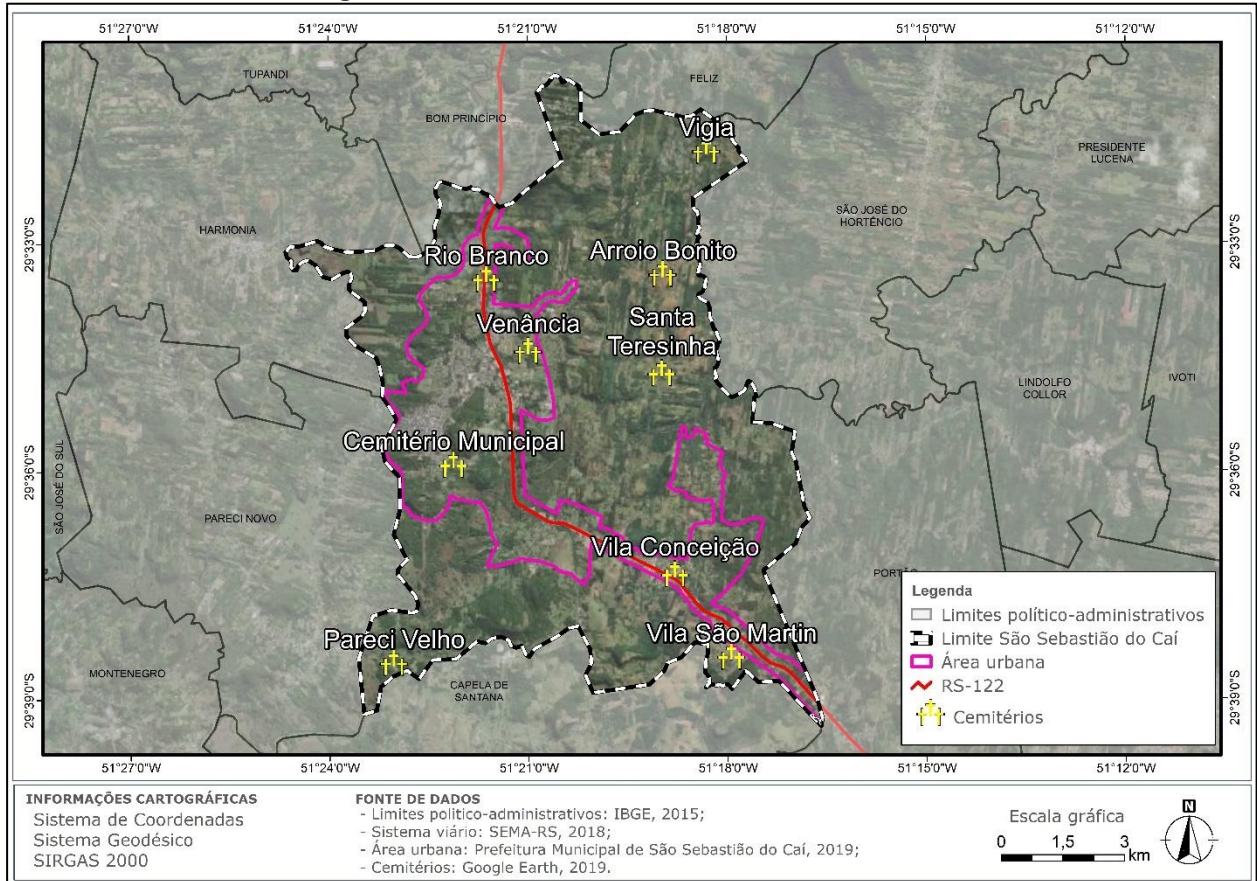 51°27'0"W 51°24'0"W 51°21'0"W 51°18'0"W 51°15'0"W 51°12'0"W
TUPANDI
FELIZ
BOM PRINCÍPIO
Vigia
PRESIDENTE
LUCENA
SÃO JOSÉ DO
HORTÊNCIO
HARMONIA
29°33'0"S
29°33'0"S
Rio Branco
Arroio Bonito
Venância
Santa
Teresinha
LINDOLFO
COLLOR
IVOTI
Cemitério Municipal
29°36'0"S
29°36'0"S
SÃO JOSÉ DO SUL
PARECI NOVO
Vila Conceição
PORTÃO
Pareci Velho
Vila São Martin
MONTENEGRO
CAPELA DE
SANTANA
29°39'0"S
29°39'0"S
Legenda
Limites político-administrativos
Limite São Sebastião do Caí
Área urbana
RS-122
Cemitérios
51°27'0"W 51°24'0"W 51°21'0"W 51°18'0"W 51°15'0"W 51°12'0"W
INFORMAÇÕES CARTOGRÁFICAS
Sistema de Coordenadas
Sistema Geodésico
SIRGAS 2000
FONTE DE DADOS
- Limites politico-administrativos: IBGE, 2015;
- Sistema viário: SEMA-RS, 2018;
- Área urbana: Prefeitura Municipal de São Sebastião do Caí, 2019;
- Cemitérios: Google Earth, 2019.
Escala gráfica
0 1,5 3
km
N